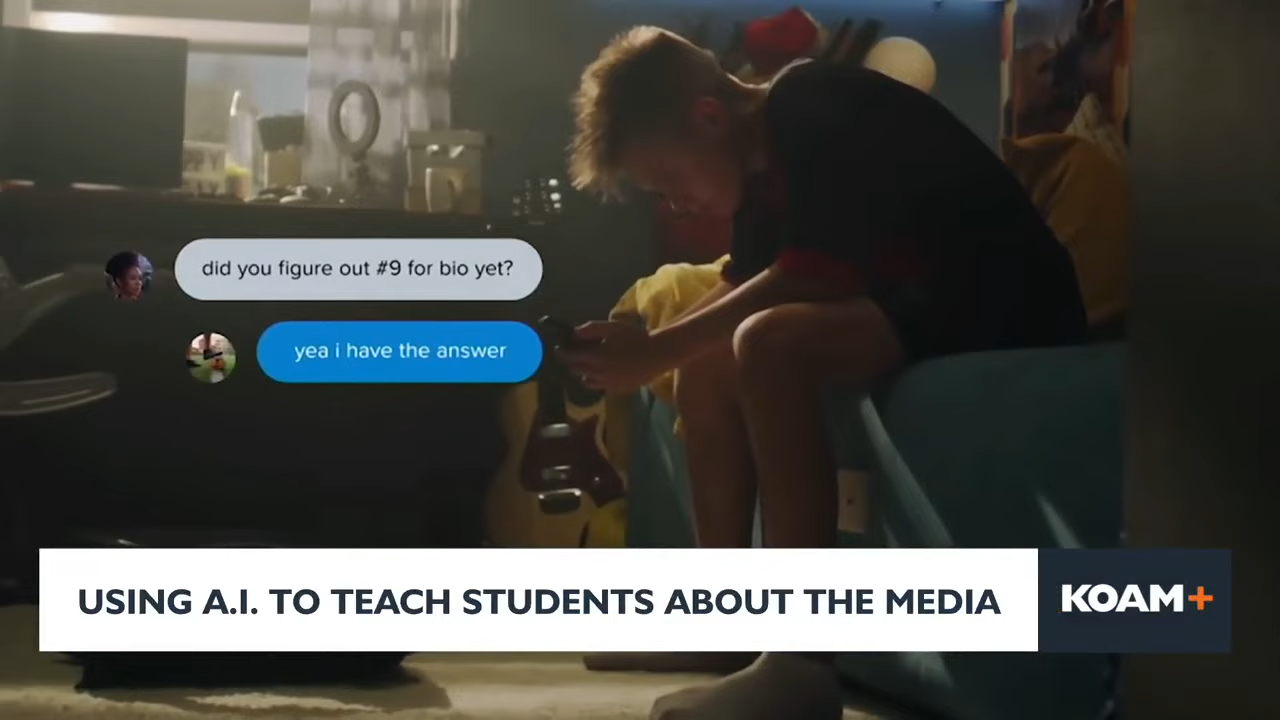 did you figure out #9 for bio yet?
yea i have the answer
USING A.I. TO TEACH STUDENTS ABOUT THE MEDIA
KOAM+